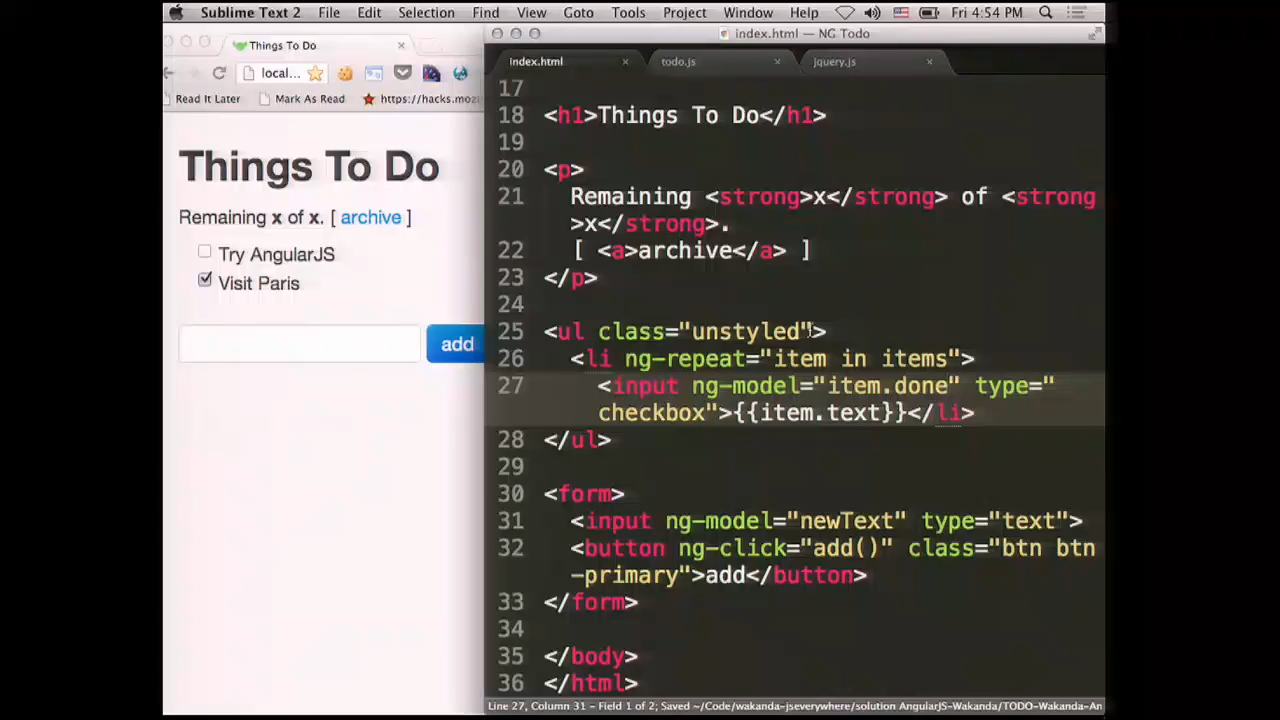 Sublime Text 2 File Edit Selection Find View Goto Tools Project Window Help Fri 4:54 PM
Things To Do
local...
Read It Later Mark As Read https://hacks.mozi
Things To Do
Remaining x of x. [ archive ]
Try AngularJS
Visit Paris
add
index.html — NG Todo
index.html todo.js jquery.js
17
18 <h1>Things To Do</h1>
19
20 <p>
21 Remaining <strong>x</strong> of <strong
>x</strong>.
22 [ <a>archive</a> ]
23 </p>
24
25 <ul class="unstyled">
26 <li ng-repeat="item in items">
27 <input ng-model="item.done" type="
checkbox">{{item.text}}</li>
28 </ul>
29
30 <form>
31 <input ng-model="newText" type="text">
32 <button ng-click="add()" class="btn btn
-primary">add</button>
33 </form>
34
35 </body>
36 </html>
Line 27, Column 31 - Field 1 of 2; Saved ~/Code/wakanda-jseverywhere/solution AngularJS-Wakanda/TODO-Wakanda-An